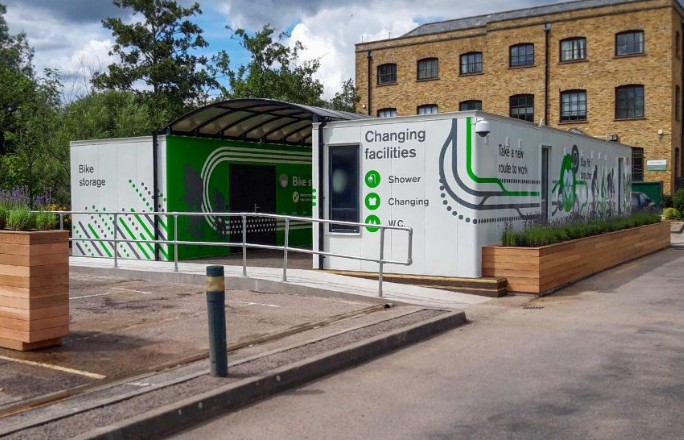 Bike
storage
Bike
Changing
facilities
Shower
Changing
W.C.
Take a new
route to work